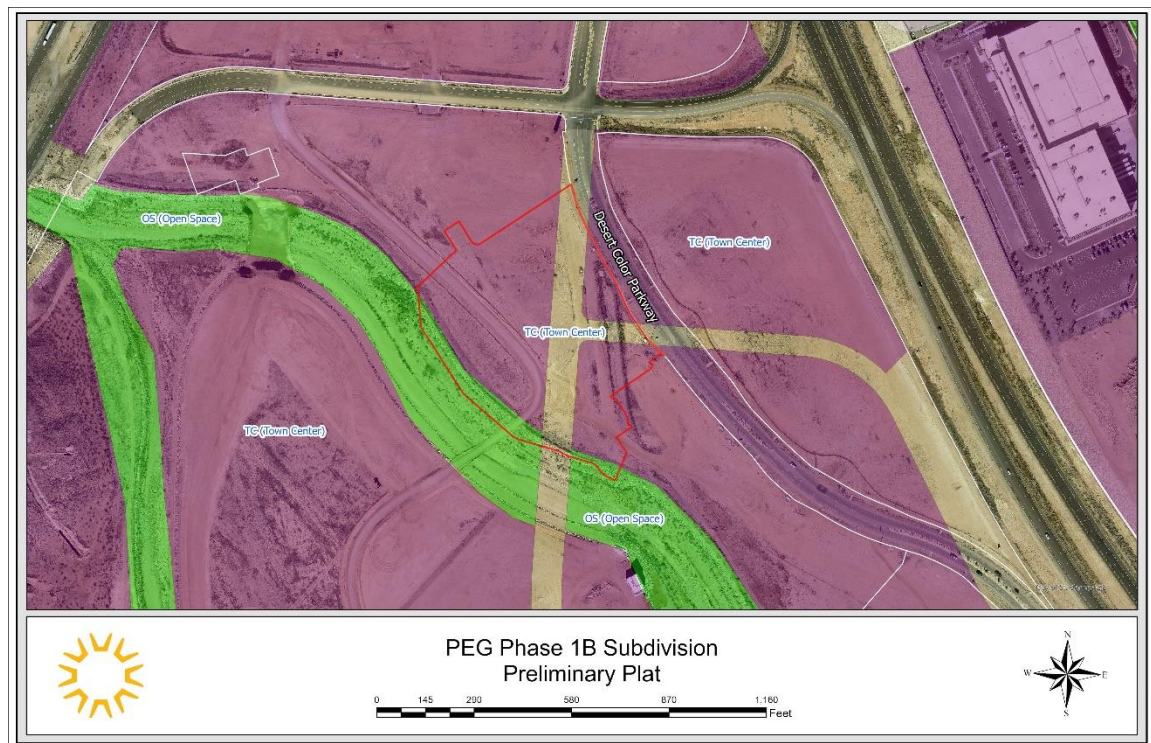 OS (Open Space)
TC (Town Center)
Desert Color Parkway
TC (Town Center)
TC (Town Center)
OS (Open Space)
PEG Phase 1B Subdivision
Preliminary Plat
0 145 290 580 870 1,160
Feet
N
W E
S